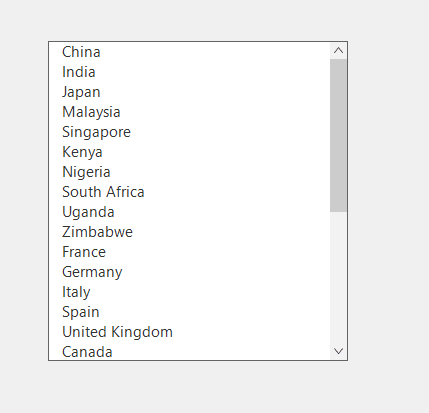 China
India
Japan
Malaysia
Singapore
Kenya
Nigeria
South Africa
Uganda
Zimbabwe
France
Germany
Italy
Spain
United Kingdom
Canada